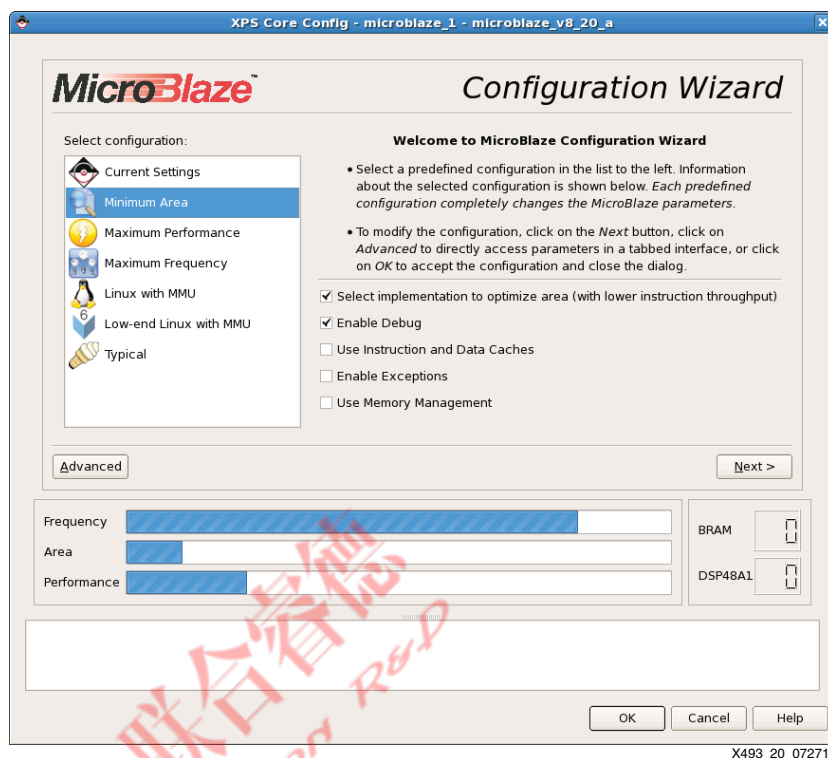 XPS Core Config - microblaze_1 - microblaze_v8_20_a
MicroBlaze™
Configuration Wizard
Select configuration:
Current Settings
Minimum Area
Maximum Performance
Maximum Frequency
Linux with MMU
6
Low-end Linux with MMU
Typical
Welcome to MicroBlaze Configuration Wizard
• Select a predefined configuration in the list to the left. Information
about the selected configuration is shown below. Each predefined
configuration completely changes the MicroBlaze parameters.
• To modify the configuration, click on the Next button, click on
Advanced to directly access parameters in a tabbed interface, or click
on OK to accept the configuration and close the dialog.
Select implementation to optimize area (with lower instruction throughput)
Enable Debug
Use Instruction and Data Caches
Enable Exceptions
Use Memory Management
Advanced
Next >
Frequency
Area
Performance
BRAM
0
DSP48A1
0
联合睿德
R&D
OK
Cancel
Help
X493_20_07271